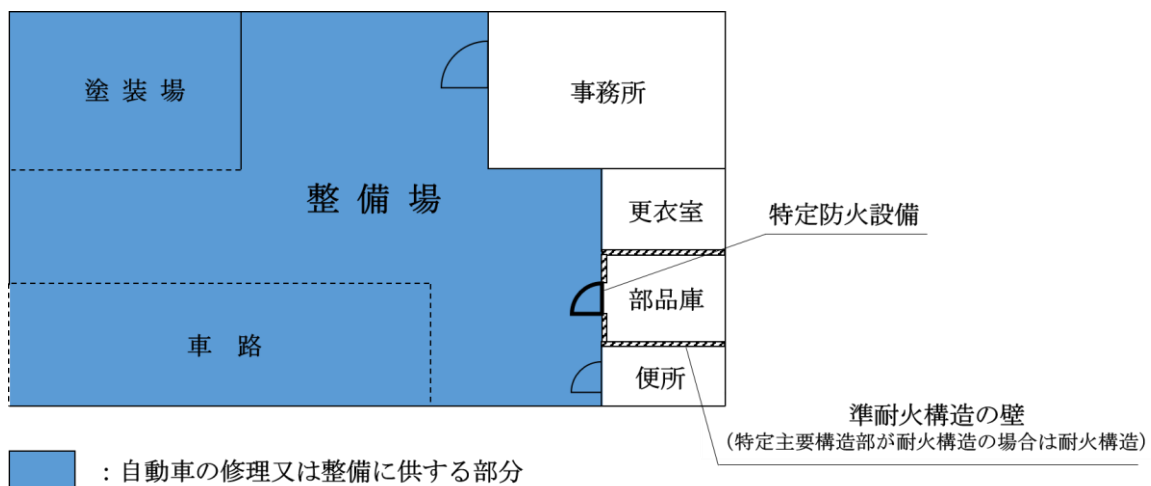 塗装場
事務所
整備場
更衣室
特定防火設備
部品庫
車路
便所
準耐火構造の壁
（特定主要構造部が耐火構造の場合は耐火構造）
：自動車の修理又は整備に供する部分